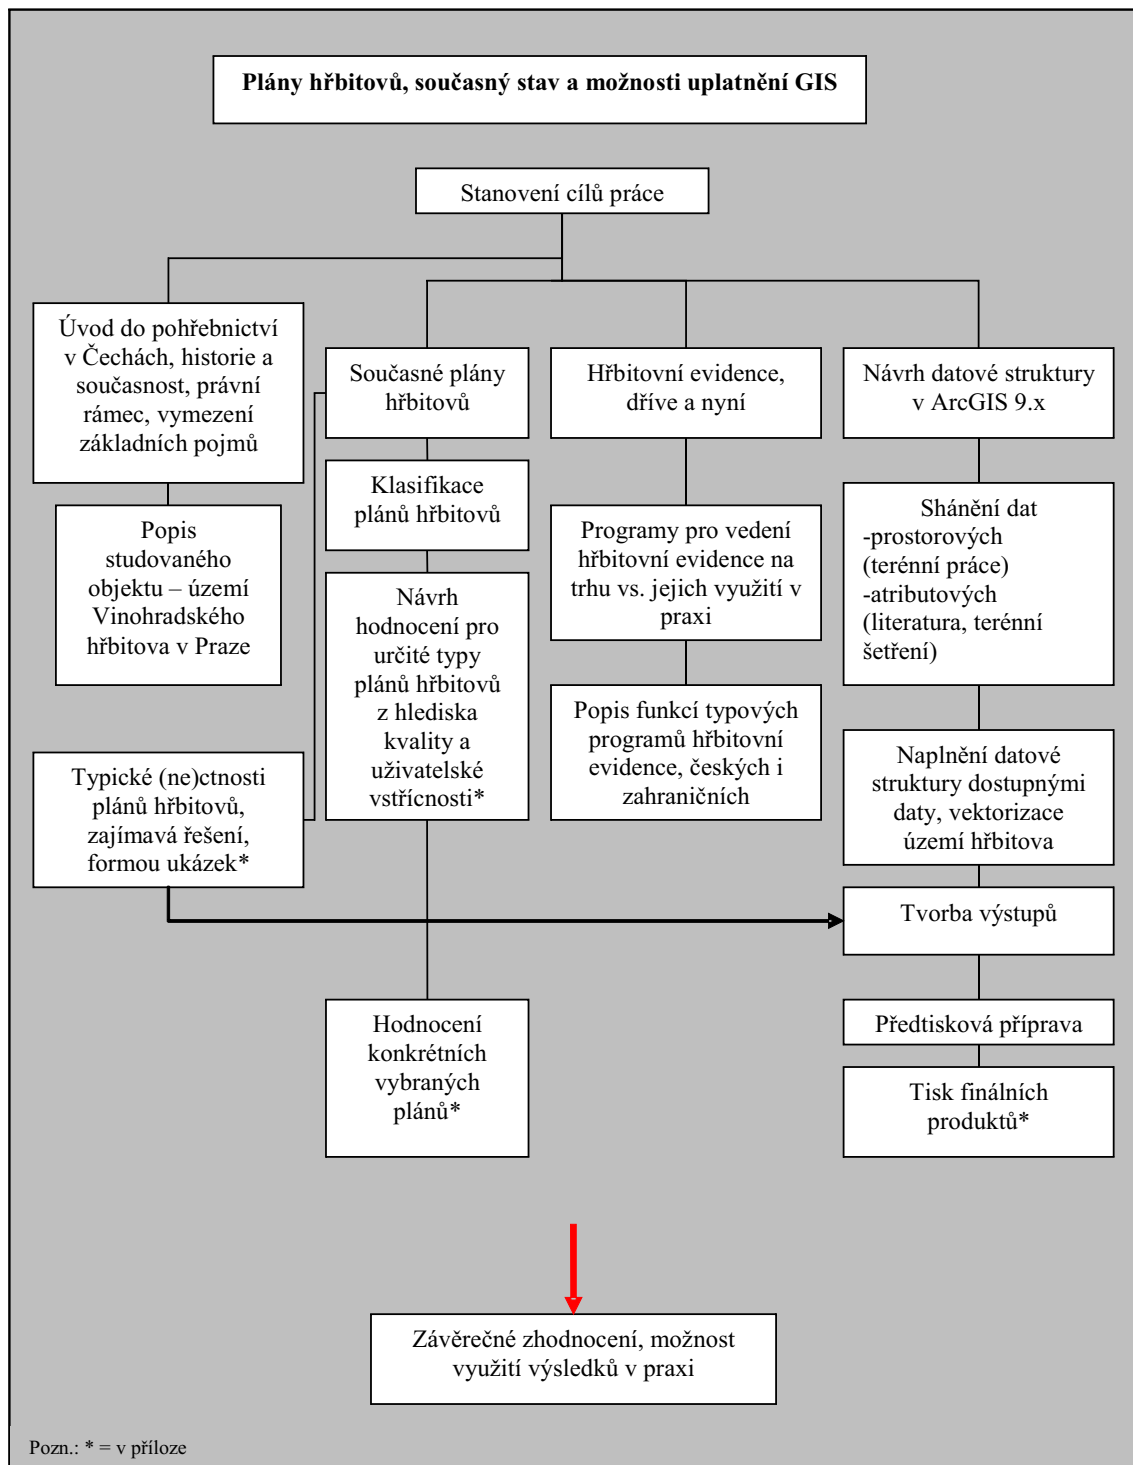 Plány hřbitovů, současný stav a možnosti uplatnění GIS
Stanovení cílů práce
Úvod do pohřebnictví
v Čechách, historie a
současnost, právní
rámec, vymezení
základních pojmů
Popis
studovaného
objektu – území
Vinohradského
hřbitova v Praze
Typické (ne)ctnosti
plánů hřbitovů,
zajímavá řešení,
formou ukázek*
Současné plány
hřbitovů
Klasifikace
plánů hřbitovů
Návrh
hodnocení pro
určité typy
plánů hřbitovů
z hlediska
kvality a
uživatelské
vstřícnosti*
Hodnocení
konkrétních
vybraných
plánů*
Hřbitovní evidence,
dříve a nyní
Programy pro vedení
hřbitovní evidence na
trhu vs. jejich využití v
praxi
Popis funkcí typových
programů hřbitovní
evidence, českých i
zahraničních
Návrh datové struktury
v ArcGIS 9.x
Shánění dat
-prostorových
(terénní práce)
-atributových
(literatura, terénní
šetření)
Naplnění datové
struktury dostupnými
daty, vektorizace
území hřbitova
Tvorba výstupů
Předtisková příprava
Tisk finálních
produktů*
Závěrečné zhodnocení, možnost
využití výsledků v praxi
Pozn.: * = v příloze